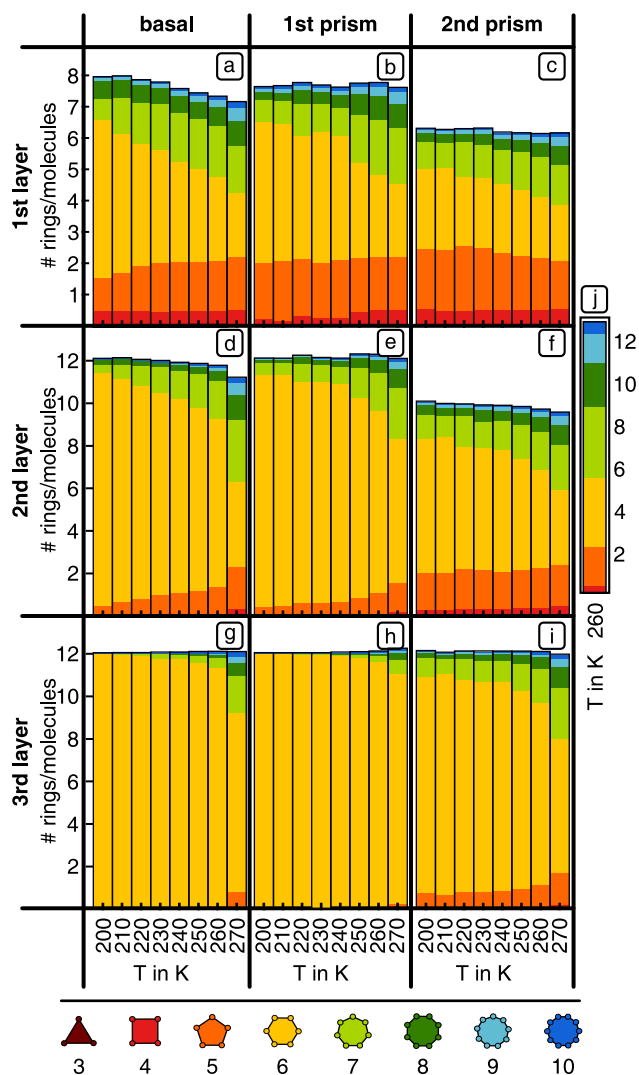 basal 1st prism 2nd prism
1st layer
# rings/molecules
8
7
6
5
4
3
2
1
a
b
c
2nd layer
# rings/molecules
12
10
8
6
4
2
d
e
f
3rd layer
# rings/molecules
12
10
8
6
4
2
g
h
i
j
12
10
8
6
4
2
260
T in K
200 210 220 230 240 250 260 270
200 210 220 230 240 250 260 270
200 210 220 230 240 250 260 270
T in K T in K T in K
3 4 5 6 7 8 9 10